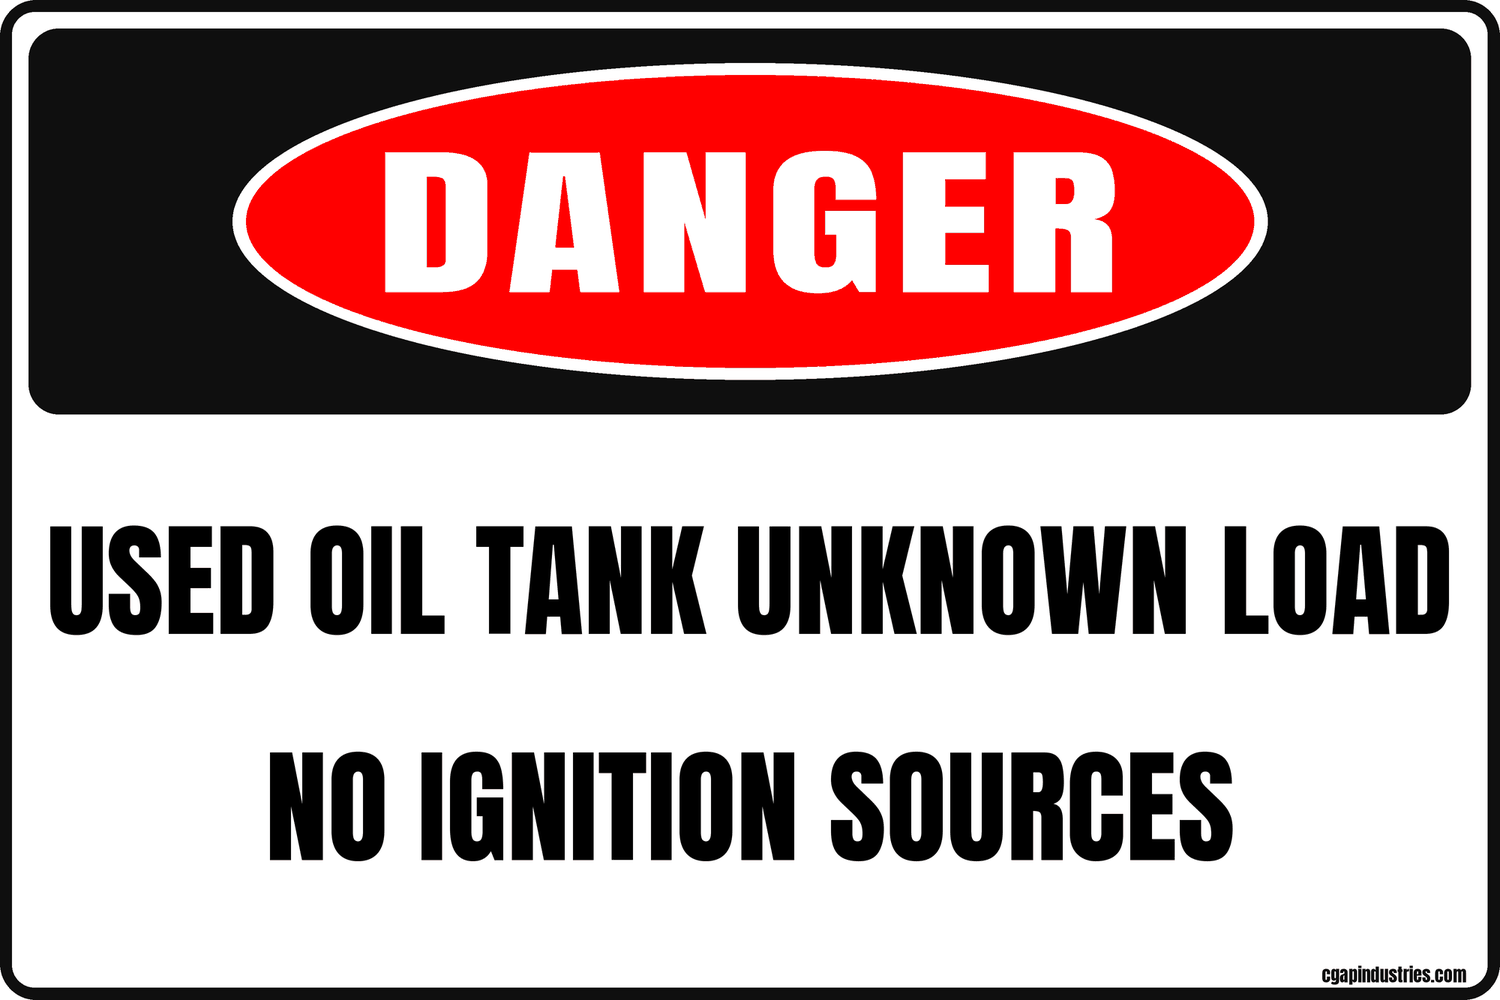 DANGER
USED OIL TANK UNKNOWN LOAD
NO IGNITION SOURCES
cgapindustries.com